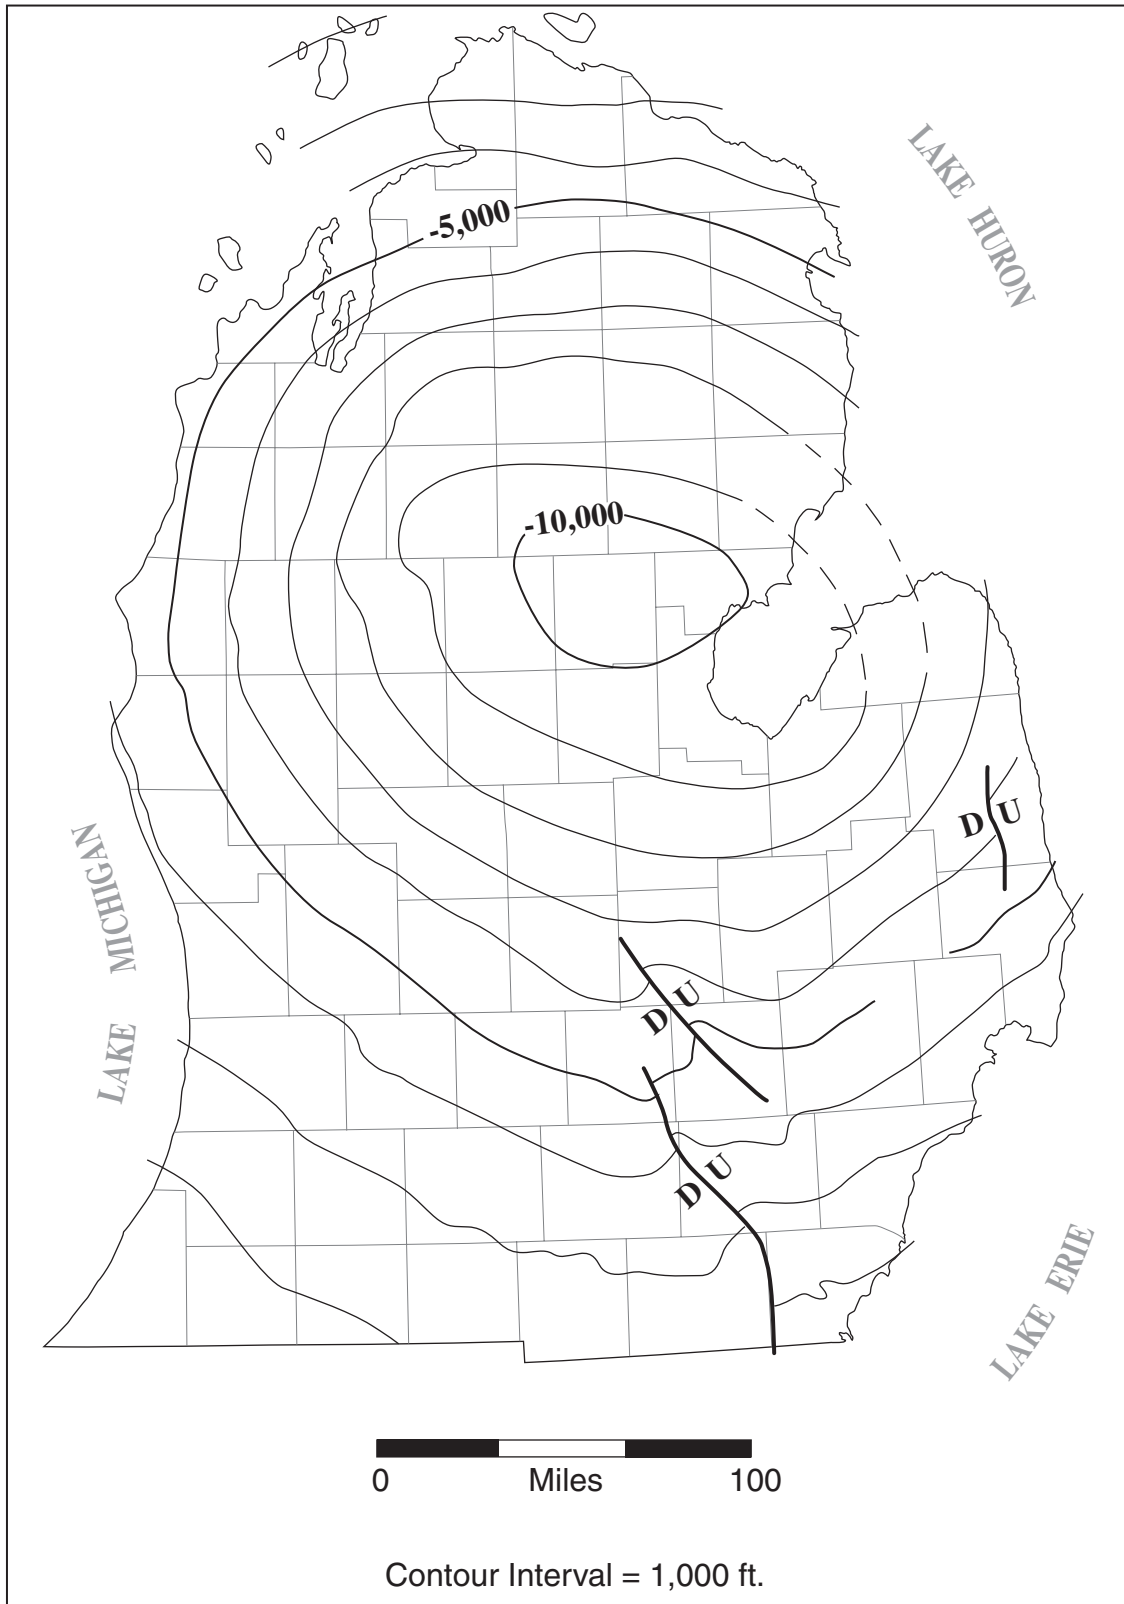 LAKE HURON
-5,000
-10,000
D U
LAKE MICHIGAN
D U
D U
LAKE ERIE
0 Miles 100
Contour Interval = 1,000 ft.